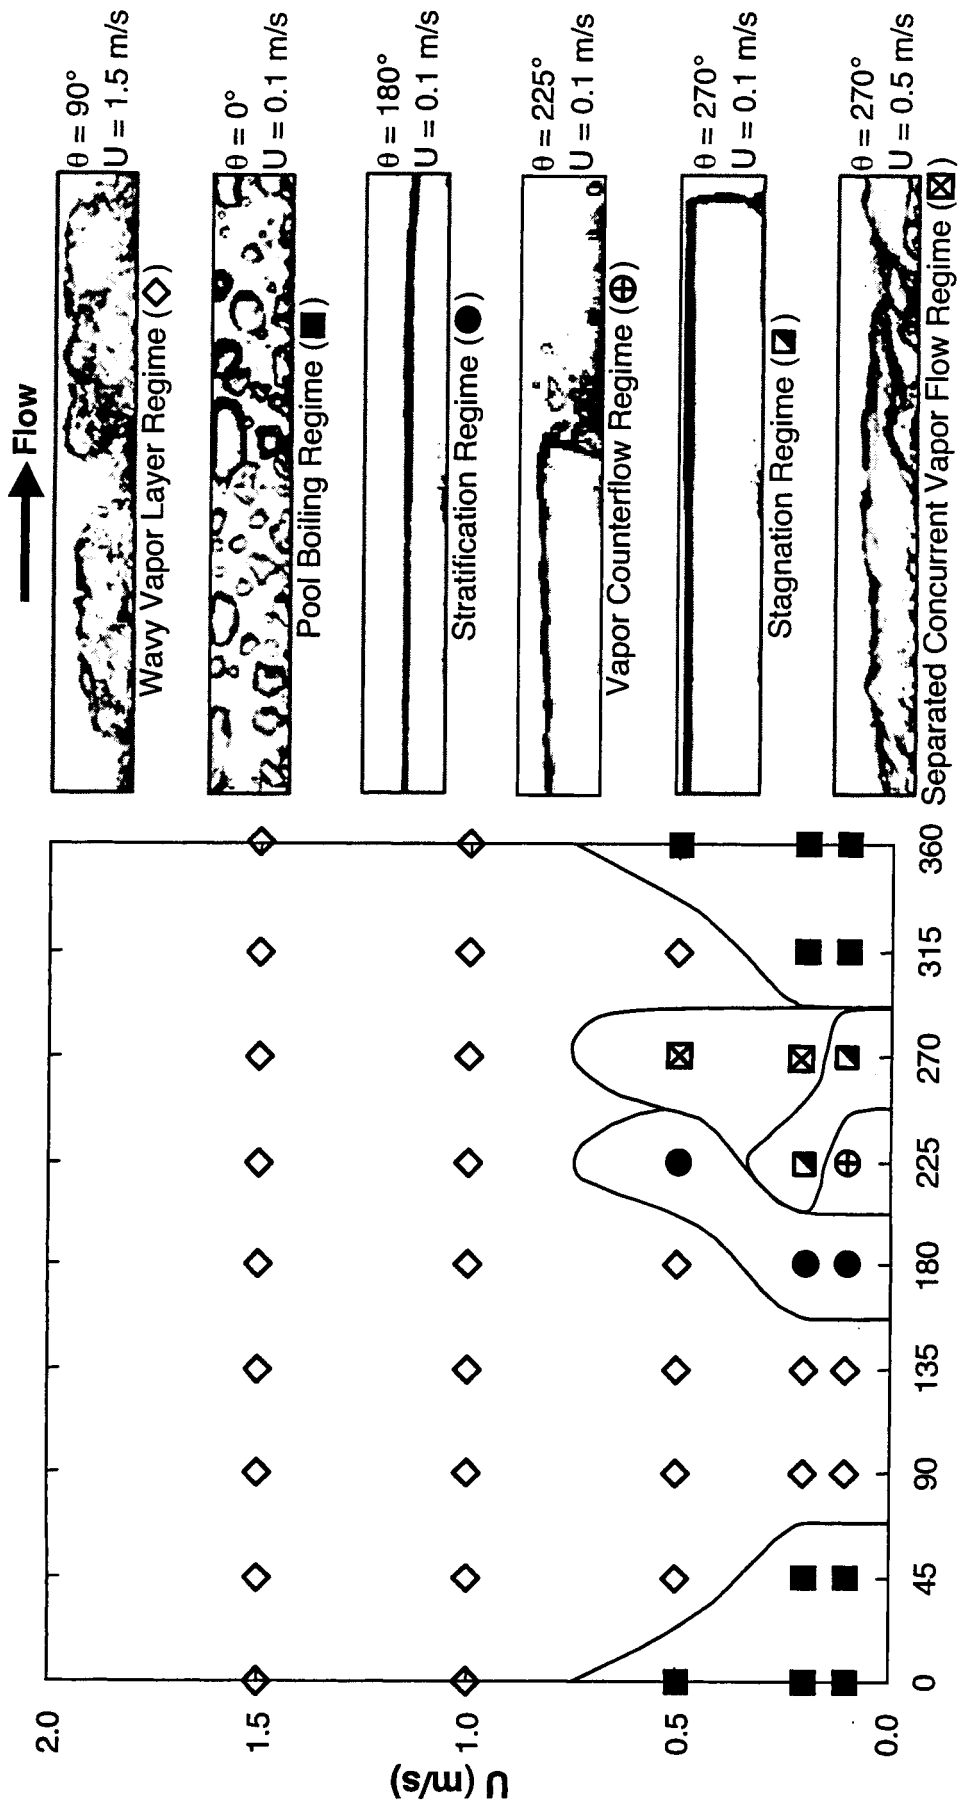 U (m/s)
2.0
1.5
1.0
0.5
0.0
0 45 90 135 180 225 270 315 360
Flow
θ = 90°
U = 1.5 m/s
Wavy Vapor Layer Regime (◇)
θ = 0°
U = 0.1 m/s
Pool Boiling Regime (■)
θ = 180°
U = 0.1 m/s
Stratification Regime (●)
θ = 225°
U = 0.1 m/s
Vapor Counterflow Regime (⊕)
θ = 270°
U = 0.1 m/s
Stagnation Regime (◪)
θ = 270°
U = 0.5 m/s
Separated Concurrent Vapor Flow Regime (⊠)